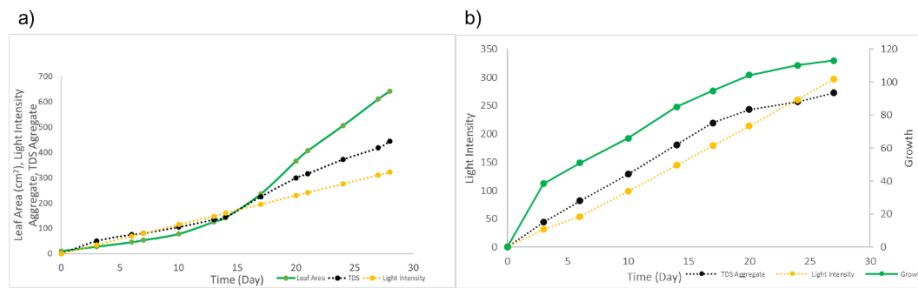 a)
b)
Leaf Area (cm²), Light Intensity
Aggregate, TDS Aggregate
700
600
500
400
300
200
100
0
0 5 10 15 20 25 30
Time (Day)
Leaf Area TDS Light Intensity
Light Intensity
350
300
250
200
150
100
50
0
0 5 10 15 20 25 30
Time (Day)
120
100
80
60
40
20
0
Growth
TDS Aggregate Light Intensity Growt